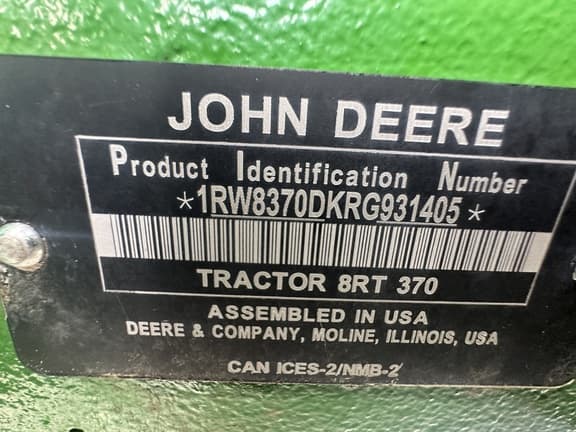 JOHN DEERE
Product Identification Number
*1RW8370DKRG931405*
TRACTOR 8RT 370
ASSEMBLED IN USA
DEERE & COMPANY, MOLINE, ILLINOIS, USA
CAN ICES-2/NMB-2